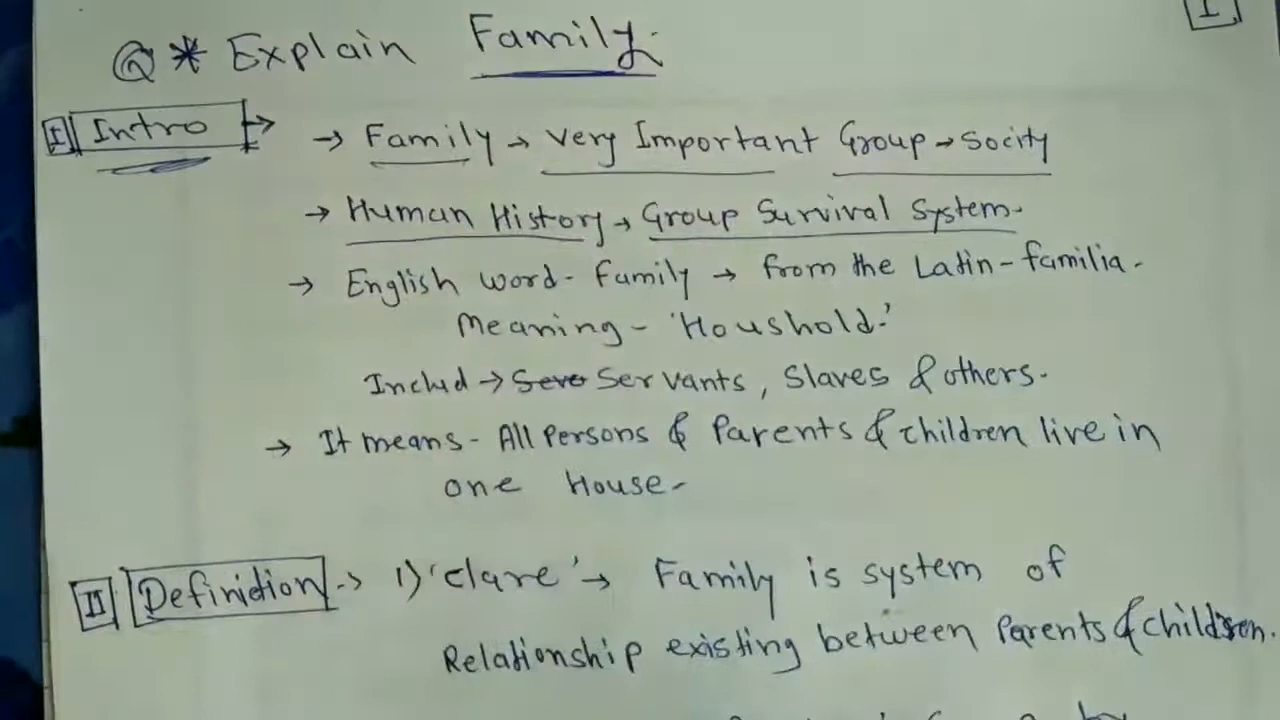 I
Q * Explain Family.
I Intro → → Family → very Important Group → Socity
→ Human History → Group Survival System.
→ English word - Family → from the Latin - familia -
Meaning - 'Houshold.'
Includ → Servants, Slaves & others.
→ It means - All Persons & Parents & children live in
one House -
II Definition → 1) 'clare' → Family is system of
Relationship existing between Parents & children.
by